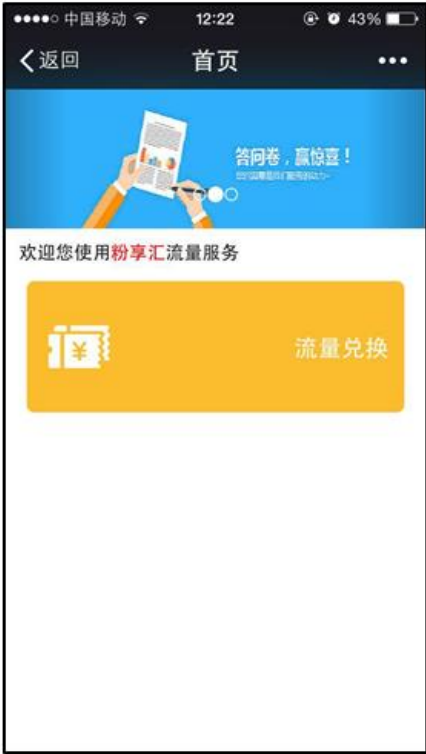 中国移动 12:22 43%
返回 首页
答问卷，赢惊喜！
欢迎您使用粉享汇流量服务
¥ 流量兑换